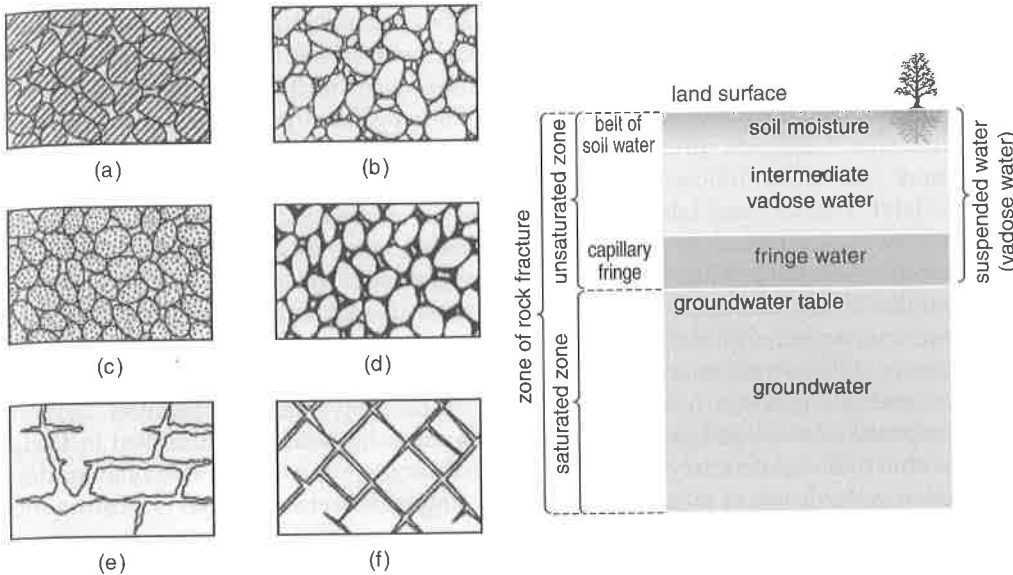 (a)
(b)
(c)
(d)
(e)
(f)
land surface
zone of rock fracture
unsaturated zone
saturated zone
belt of
soil water
capillary
fringe
soil moisture
intermediate
vadose water
fringe water
groundwater table
groundwater
suspended water
(vadose water)